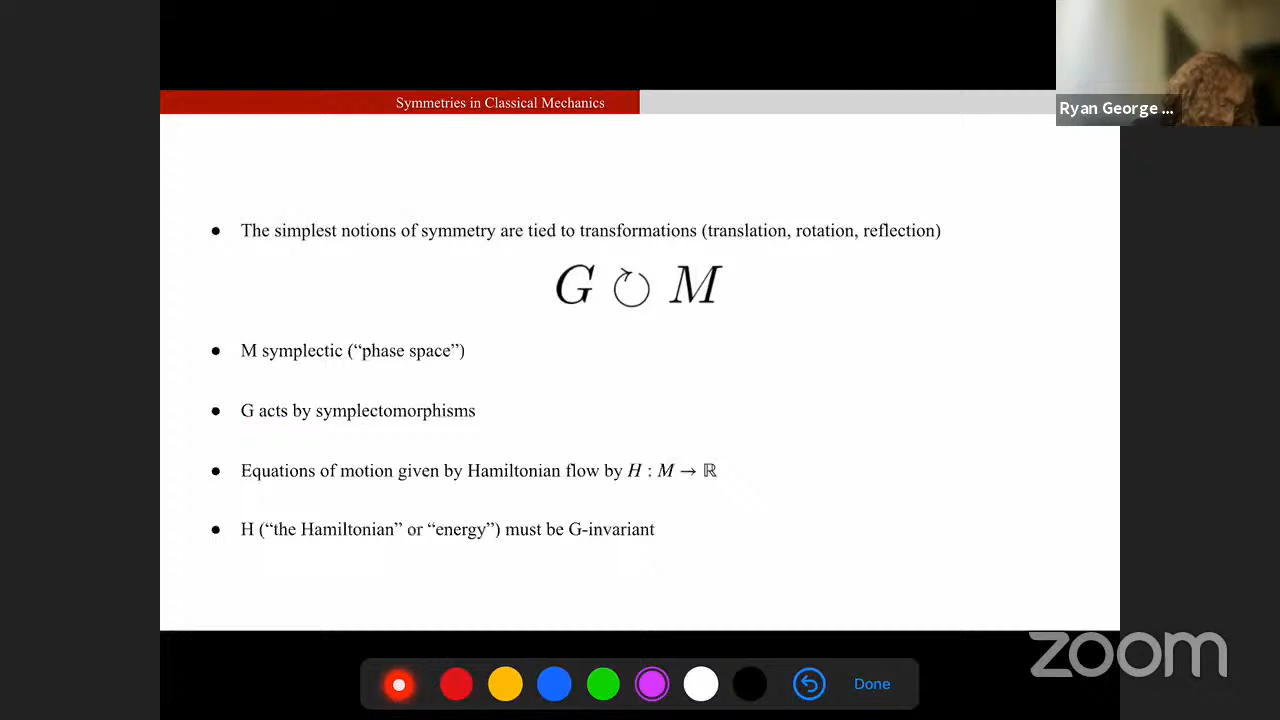 Symmetries in Classical Mechanics
Ryan George ...
● The simplest notions of symmetry are tied to transformations (translation, rotation, reflection)
G ↻ M
● M symplectic (“phase space”)
● G acts by symplectomorphisms
● Equations of motion given by Hamiltonian flow by H : M → ℝ
● H (“the Hamiltonian” or “energy”) must be G-invariant
zoom
Done